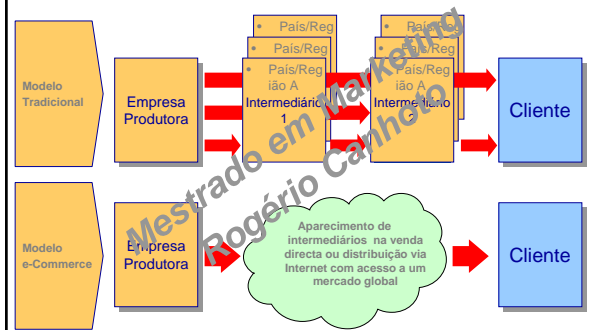 • País/Reg
• País/Reg
• País/Reg
ião A
Intermediário
1
• País/Reg
• País/Reg
País/Reg
ião A
Intermediário
2
Modelo
Tradicional
Empresa
Produtora
Cliente
Mestrado em Marketing
Rogério Canhoto
Modelo
e-Commerce
Empresa
Produtora
Aparecimento de
intermediários na venda
directa ou distribuição via
Internet com acesso a um
mercado global
Cliente